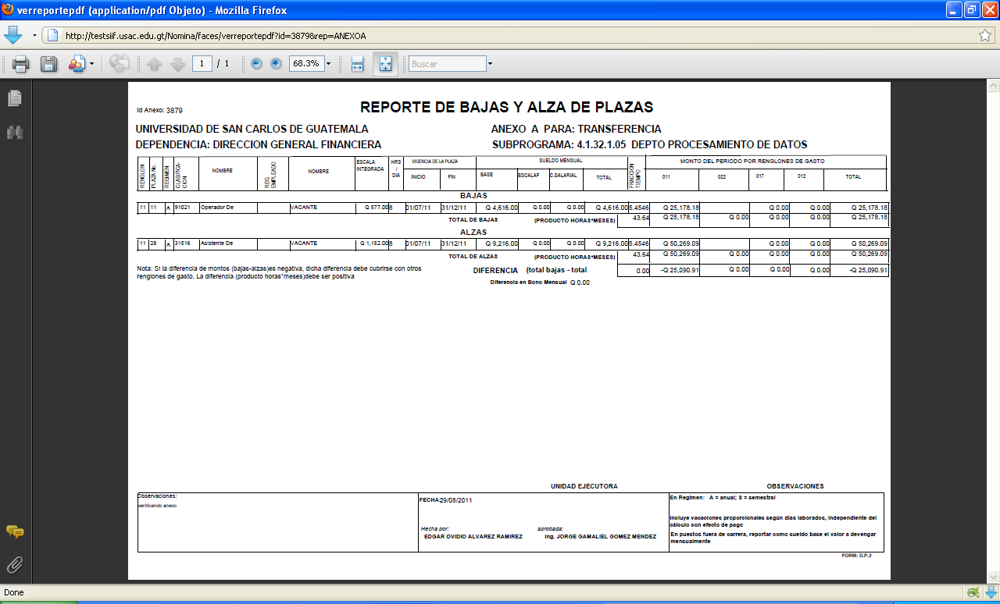 verreportepdf (application/pdf Objeto) - Mozilla Firefox
http://testsiif.usac.edu.gt/Nomina/faces/verreportepdf?id=3879&rep=ANEXOA
1 / 1 68.3% Buscar
Id Anexo: 3879
REPORTE DE BAJAS Y ALZA DE PLAZAS
UNIVERSIDAD DE SAN CARLOS DE GUATEMALA ANEXO A PARA: TRANSFERENCIA
DEPENDENCIA: DIRECCION GENERAL FINANCIERA SUBPROGRAMA: 4.1.32.1.05 DEPTO PROCESAMIENTO DE DATOS
RENGLON PLAZA No. REGIMEN CLASIFICA-CION NOMBRE REG. EMPLEADO NOMBRE ESCALA INTEGRADA HRS / DIA VIGENCIA DE LA PLAZA SUELDO MENSUAL FRACCION TIEMPO MONTO DEL PERIODO POR RENGLONES DE GASTO
INICIO FIN BASE ESCALAF C.SALARIAL TOTAL 011 022 017 012 TOTAL
BAJAS
11 11 A 91021 Operador De VACANTE Q 577.00 8 01/07/11 31/12/11 Q 4,616.00 Q 0.00 Q 0.00 Q 4,616.00 5.4546 Q 25,178.18 Q 0.00 Q 0.00 Q 25,178.18
TOTAL DE BAJAS (PRODUCTO HORAS*MESES) 43.64 Q 25,178.18 Q 0.00 Q 0.00 Q 0.00 Q 25,178.18
ALZAS
11 28 A 31516 Asistente De VACANTE Q 1,152.00 8 01/07/11 31/12/11 Q 9,216.00 Q 0.00 Q 0.00 Q 9,216.00 5.4546 Q 50,269.09 Q 0.00 Q 0.00 Q 50,269.09
TOTAL DE ALZAS (PRODUCTO HORAS*MESES) 43.64 Q 50,269.09 Q 0.00 Q 0.00 Q 0.00 Q 50,269.09
Nota: SI la diferencia de montos (bajas-alzas)es negativa, dicha diferencia debe cubrirse con otros
renglones de gasto. La diferencia (producto horas*meses)debe ser positiva
DIFERENCIA (total bajas - total 0.00 -Q 25,090.91 Q 0.00 Q 0.00 Q 0.00 -Q 25,090.91
Diferencia en Bono Mensual Q 0.00
UNIDAD EJECUTORA OBSERVACIONES
Observaciones:
veriricando anexo
FECHA 29/08/2011
Hecha por: aprobada:
EDGAR OVIDIO ALVAREZ RAMIREZ Ing. JORGE GAMALIEL GOMEZ MENDEZ
En Regimen: A = anual; S = semestral
Incluye vacaciones proporcionales según dias laborados, independiente del
cálculo con efecto de pago
En puestos fuera de carrera, reportar como sueldo base el valor a devengar
mensualmente
FORM: D.P.3
Done